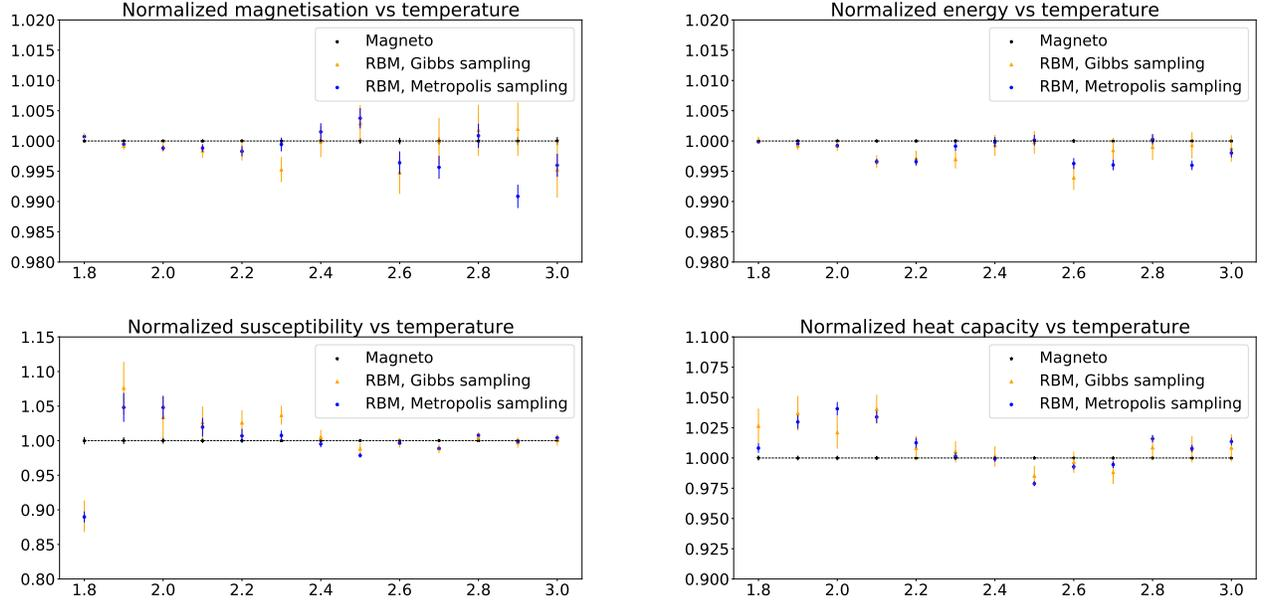 Normalized magnetisation vs temperature
1.020
1.015
1.010
1.005
1.000
0.995
0.990
0.985
0.980
Magneto
RBM, Gibbs sampling
RBM, Metropolis sampling
1.8 2.0 2.2 2.4 2.6 2.8 3.0
Normalized energy vs temperature
1.020
1.015
1.010
1.005
1.000
0.995
0.990
0.985
0.980
Magneto
RBM, Gibbs sampling
RBM, Metropolis sampling
1.8 2.0 2.2 2.4 2.6 2.8 3.0
Normalized susceptibility vs temperature
1.15
1.10
1.05
1.00
0.95
0.90
0.85
0.80
Magneto
RBM, Gibbs sampling
RBM, Metropolis sampling
1.8 2.0 2.2 2.4 2.6 2.8 3.0
Normalized heat capacity vs temperature
1.100
1.075
1.050
1.025
1.000
0.975
0.950
0.925
0.900
Magneto
RBM, Gibbs sampling
RBM, Metropolis sampling
1.8 2.0 2.2 2.4 2.6 2.8 3.0